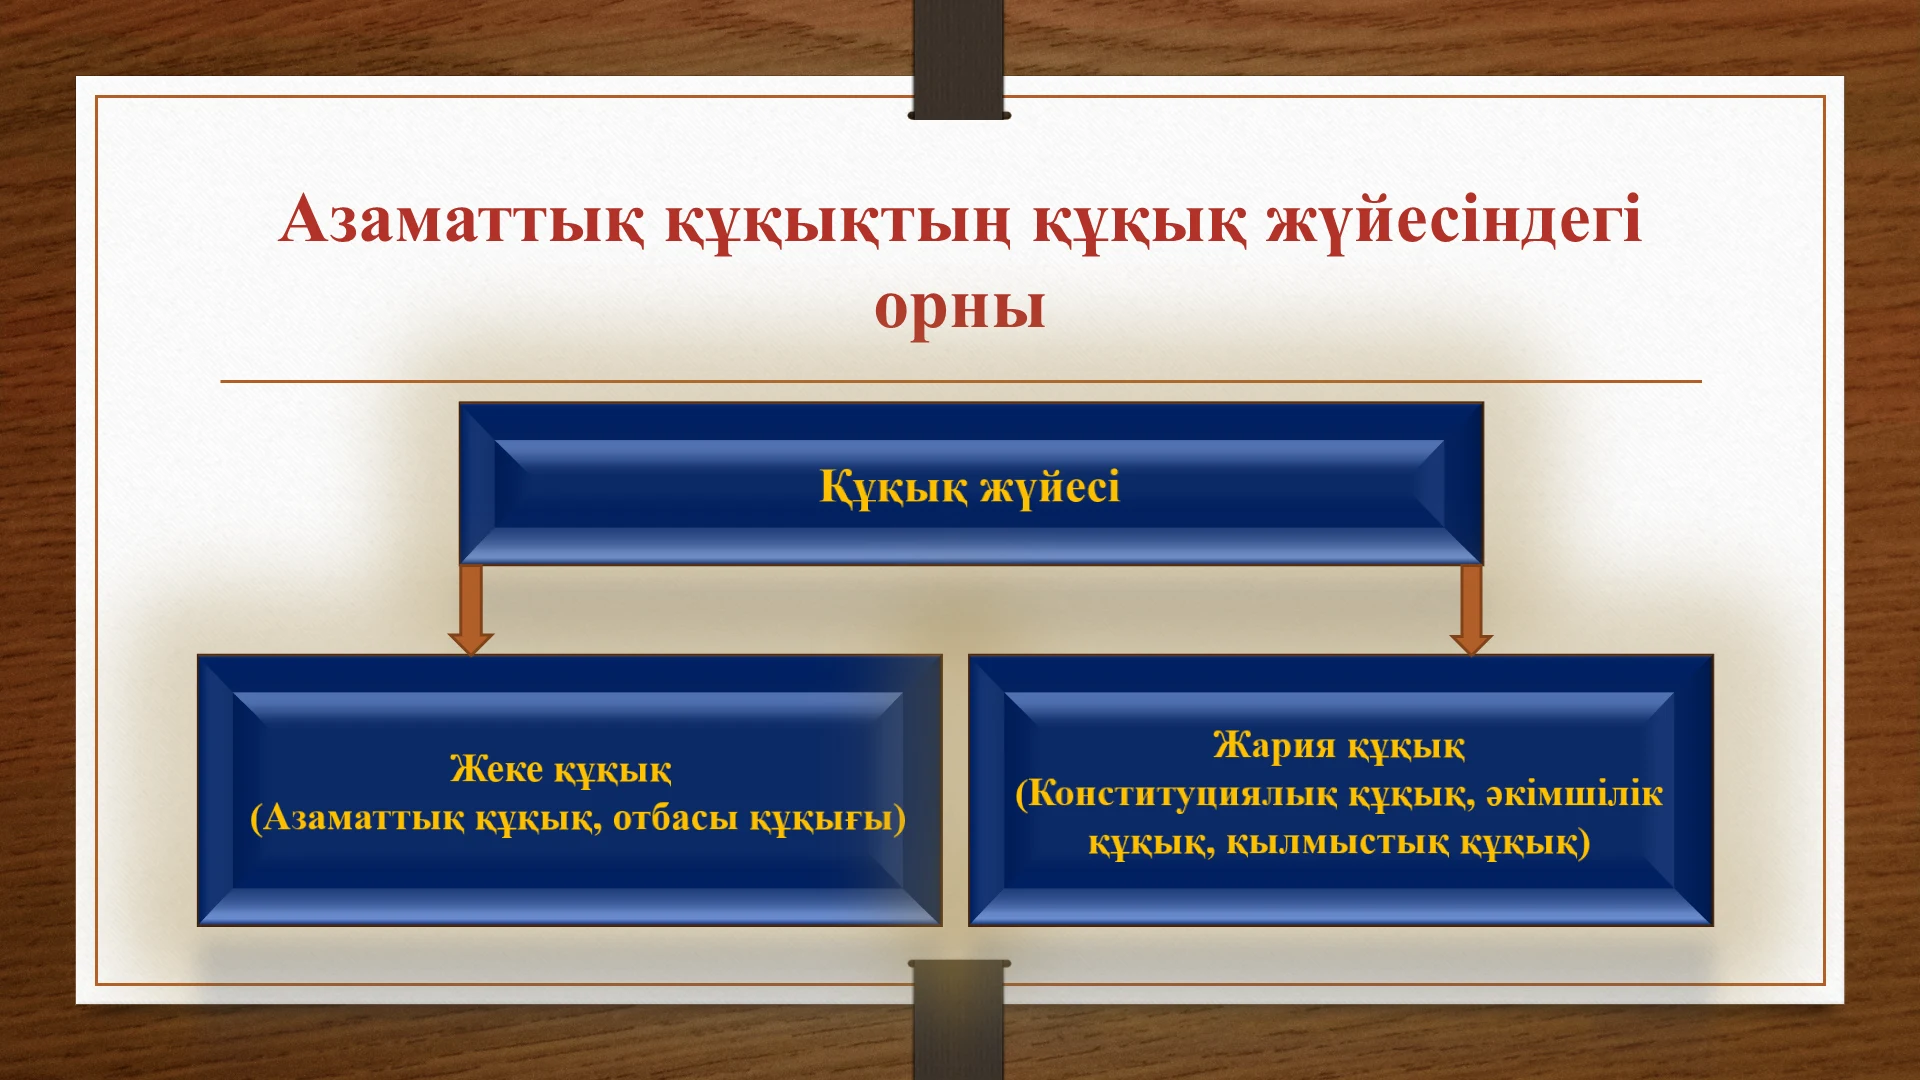 Азаматтық құқықтың құқық жүйесіндегі
орны
Құқық жүйесі
Жеке құқық
(Азаматтық құқық, отбасы құқығы)
Жария құқық
(Конституциялық құқық, әкімшілік
құқық, қылмыстық құқық)